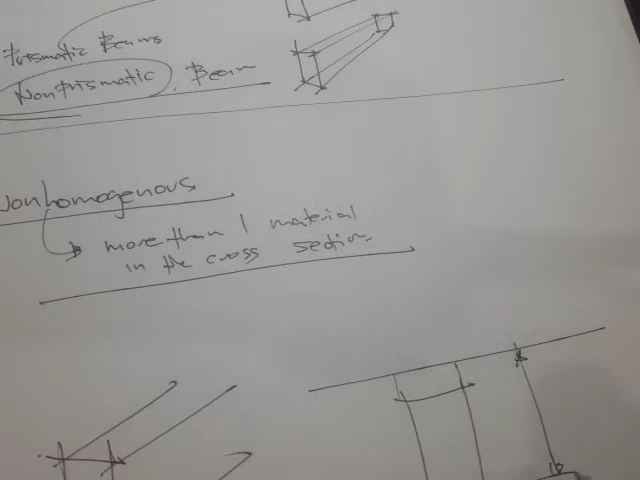 Prismatic Beams
Nonprismatic Beam
Nonhomogenous
more than 1 material
in the cross section